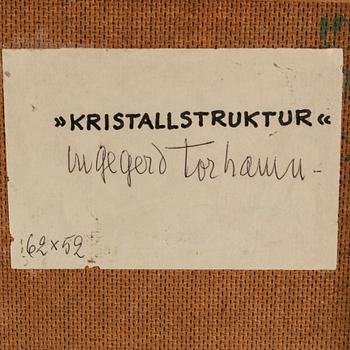 »KRISTALLSTRUKTUR«
Ingegerd Torhamn-
62×52